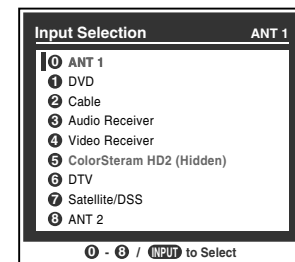 Input Selection ANT 1
0 ANT 1
1 DVD
2 Cable
3 Audio Receiver
4 Video Receiver
5 ColorSteram HD2 (Hidden)
6 DTV
7 Satellite/DSS
8 ANT 2
0 - 8 / INPUT to Select